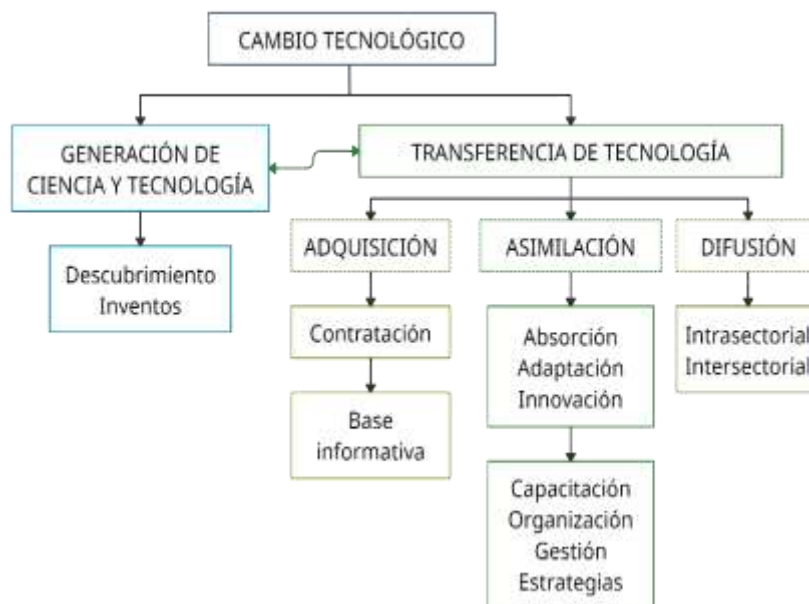 CAMBIO TECNOLÓGICO
GENERACIÓN DE
CIENCIA Y TECNOLOGÍA
TRANSFERENCIA DE TECNOLOGÍA
Descubrimiento
Inventos
ADQUISICIÓN
ASIMILACIÓN
DIFUSIÓN
Contratación
Base
informativa
Absorción
Adaptación
Innovación
Intrasectorial
Intersectorial
Capacitación
Organización
Gestión
Estrategias